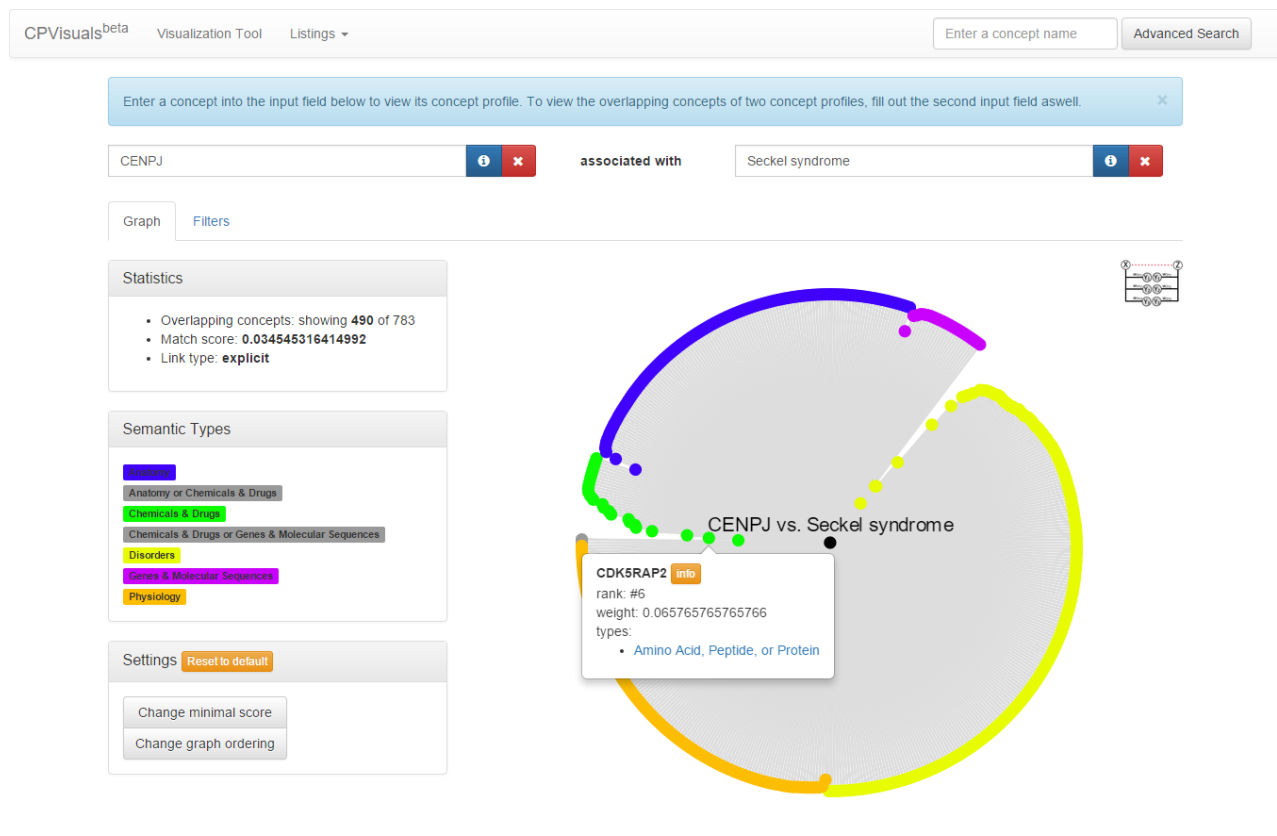 CPVisuals beta Visualization Tool Listings Enter a concept name Advanced Search
Enter a concept into the input field below to view its concept profile. To view the overlapping concepts of two concept profiles, fill out the second input field aswell. ×
CENPJ associated with Seckel syndrome
Graph Filters
Statistics
Overlapping concepts: showing 490 of 783
Match score: 0.034545316414992
Link type: explicit
Semantic Types
Anatomy
Anatomy or Chemicals & Drugs
Chemicals & Drugs
Chemicals & Drugs or Genes & Molecular Sequences
Disorders
Genes & Molecular Sequences
Physiology
Settings Reset to default
Change minimal score
Change graph ordering
X Z
CENPJ vs. Seckel syndrome
CDK5RAP2 info
rank: #6
weight: 0.065765765765766
types:
Amino Acid, Peptide, or Protein